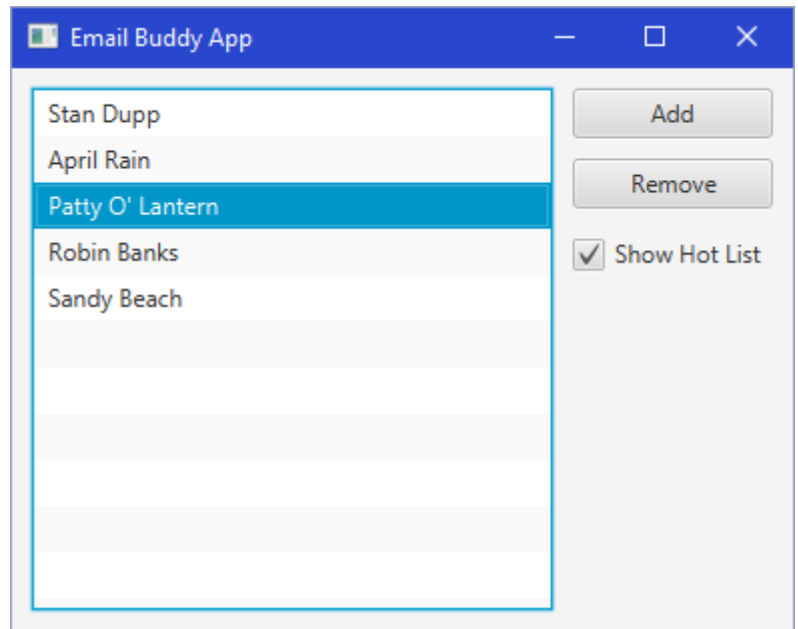 Email Buddy App
Stan Dupp
April Rain
Patty O' Lantern
Robin Banks
Sandy Beach
Add
Remove
Show Hot List